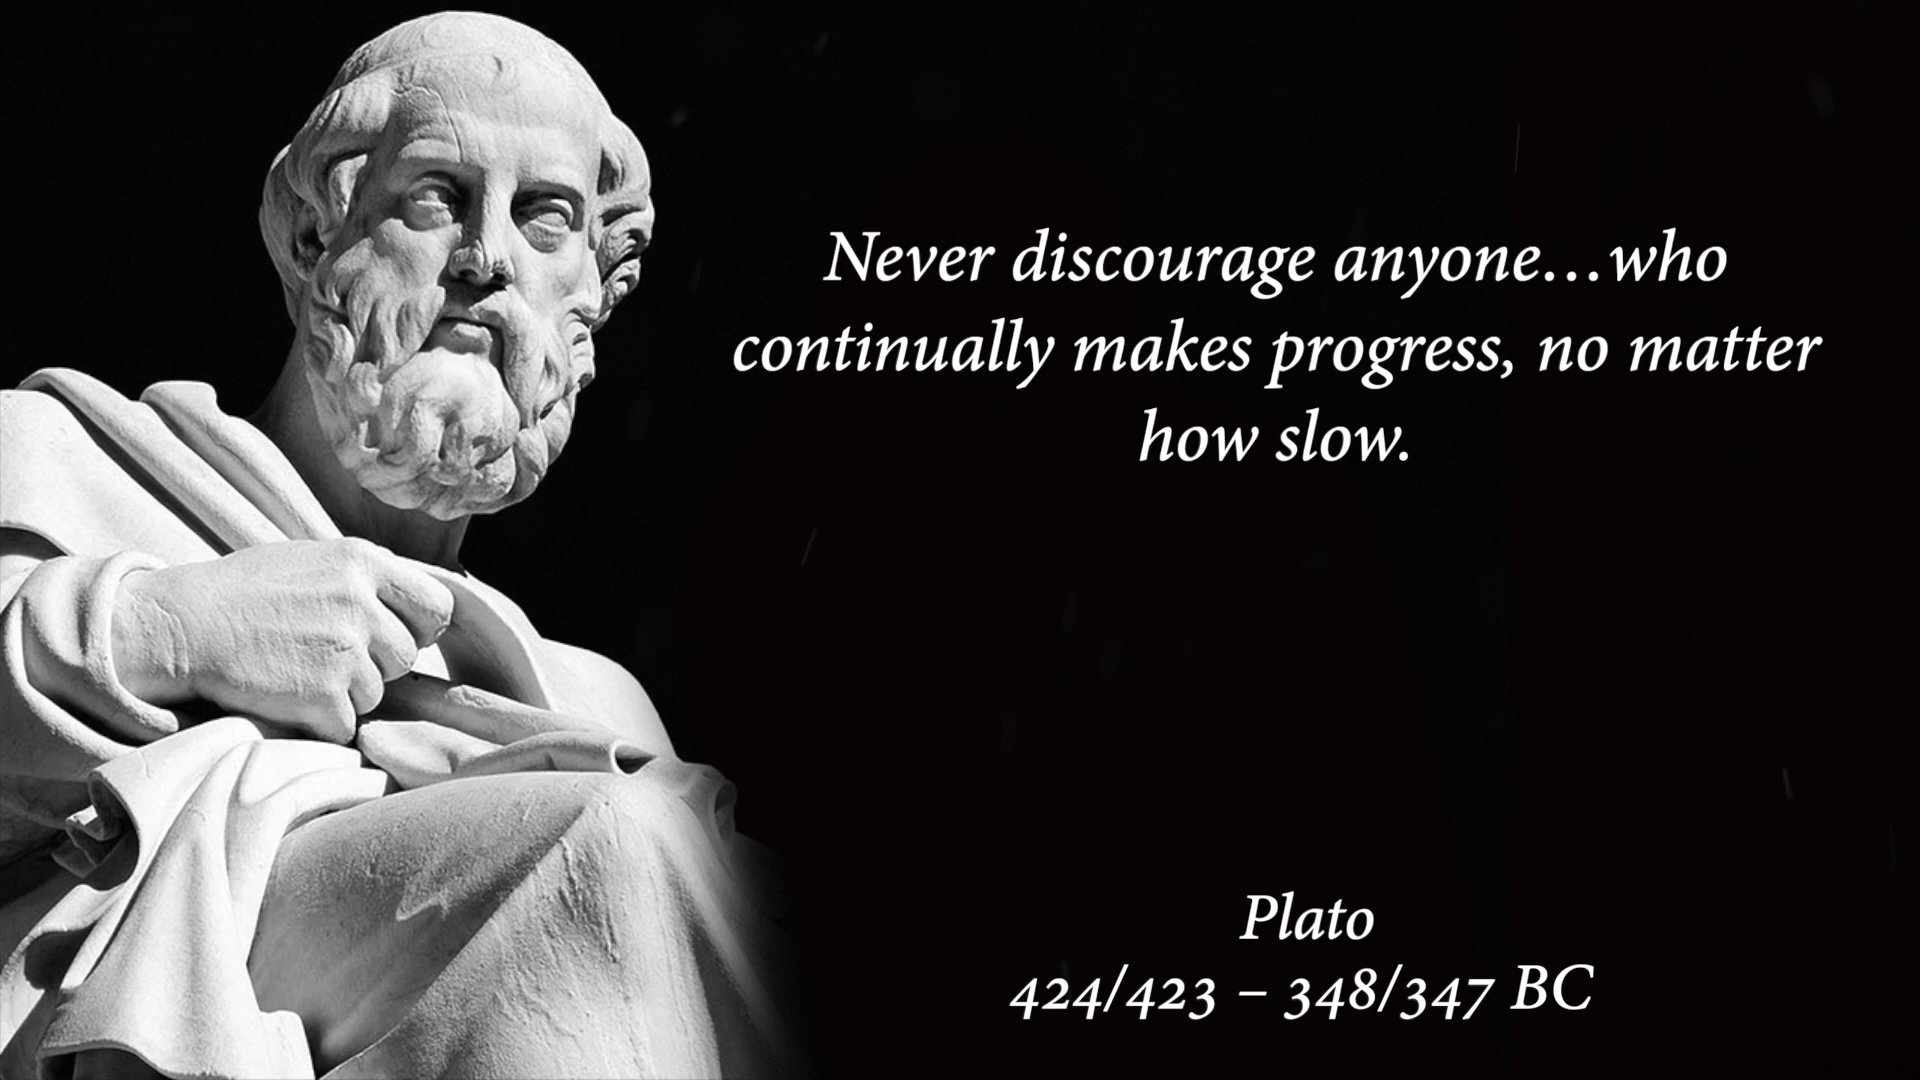 Never discourage anyone...who
continually makes progress, no matter
how slow.
Plato
424/423 – 348/347 BC